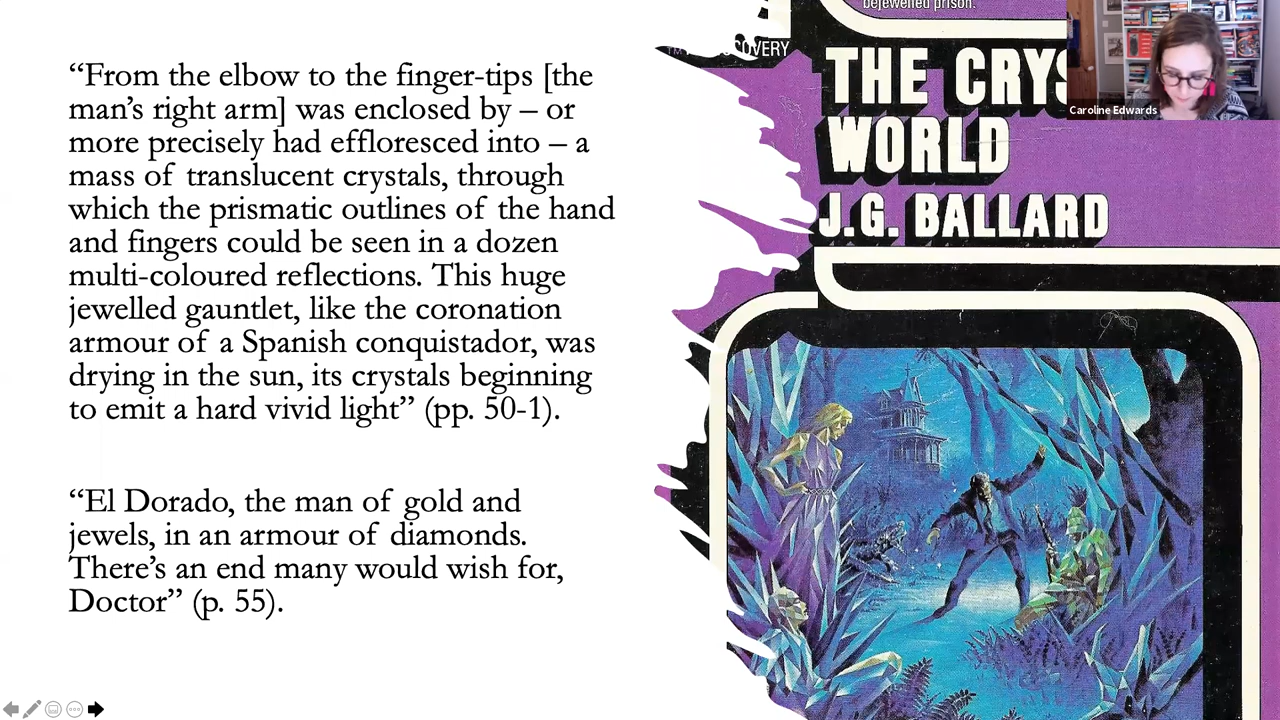 “From the elbow to the finger-tips [the
man’s right arm] was enclosed by – or
more precisely had effloresced into – a
mass of translucent crystals, through
which the prismatic outlines of the hand
and fingers could be seen in a dozen
multi-coloured reflections. This huge
jewelled gauntlet, like the coronation
armour of a Spanish conquistador, was
drying in the sun, its crystals beginning
to emit a hard vivid light” (pp. 50-1).
“El Dorado, the man of gold and
jewels, in an armour of diamonds.
There’s an end many would wish for,
Doctor” (p. 55).
bejewelled prison.
THE CRYS
WORLD
J.G. BALLARD
Caroline Edwards